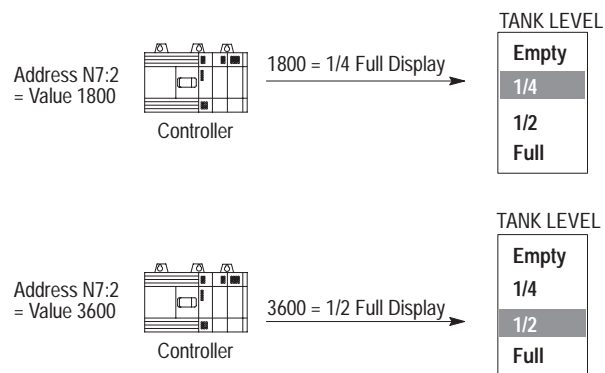 TANK LEVEL
Address N7:2
= Value 1800
Controller
1800 = 1/4 Full Display
Empty
1/4
1/2
Full
TANK LEVEL
Address N7:2
= Value 3600
Controller
3600 = 1/2 Full Display
Empty
1/4
1/2
Full